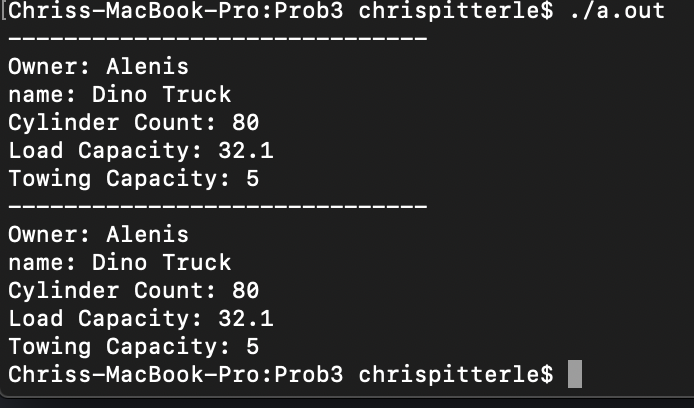 [Chriss-MacBook-Pro:Prob3 chrispitterle$ ./a.out
------------------------------
Owner: Alenis
name: Dino Truck
Cylinder Count: 80
Load Capacity: 32.1
Towing Capacity: 5
------------------------------
Owner: Alenis
name: Dino Truck
Cylinder Count: 80
Load Capacity: 32.1
Towing Capacity: 5
Chriss-MacBook-Pro:Prob3 chrispitterle$